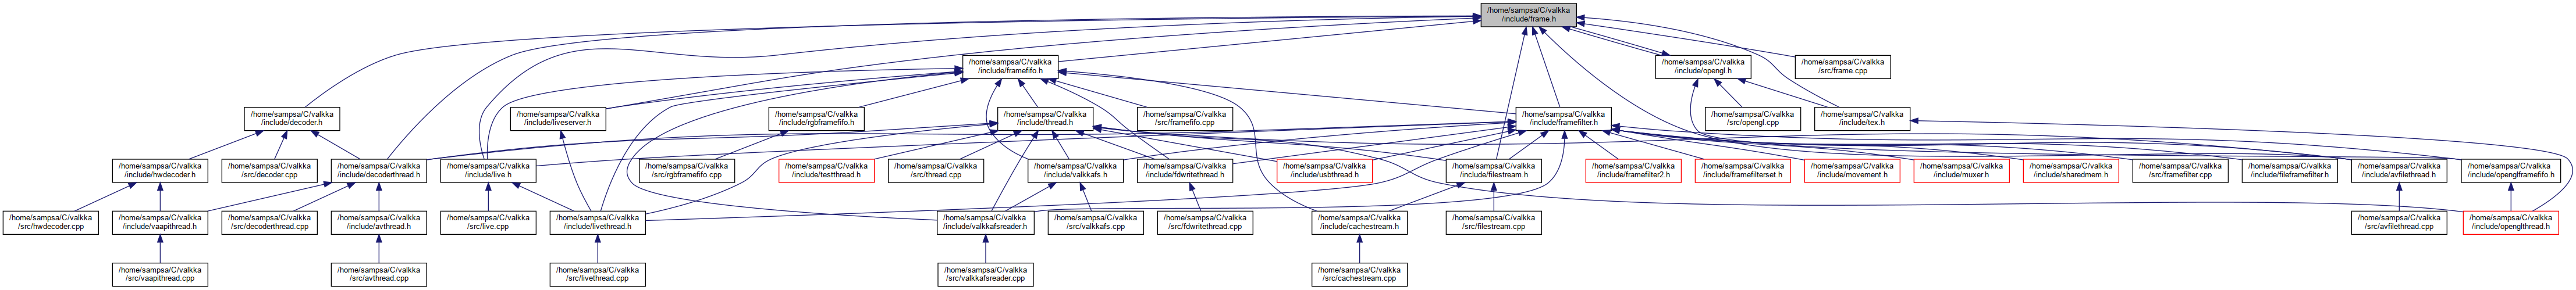 /home/sampsa/C/valkka
/include/frame.h
/home/sampsa/C/valkka
/include/framefifo.h
/home/sampsa/C/valkka
/include/opengl.h
/home/sampsa/C/valkka
/src/frame.cpp
/home/sampsa/C/valkka
/include/decoder.h
/home/sampsa/C/valkka
/include/liveserver.h
/home/sampsa/C/valkka
/include/rgbframefifo.h
/home/sampsa/C/valkka
/include/thread.h
/home/sampsa/C/valkka
/src/framefifo.cpp
/home/sampsa/C/valkka
/include/framefilter.h
/home/sampsa/C/valkka
/src/opengl.cpp
/home/sampsa/C/valkka
/include/tex.h
/home/sampsa/C/valkka
/include/hwdecoder.h
/home/sampsa/C/valkka
/src/decoder.cpp
/home/sampsa/C/valkka
/include/decoderthread.h
/home/sampsa/C/valkka
/include/live.h
/home/sampsa/C/valkka
/src/rgbframefifo.cpp
/home/sampsa/C/valkka
/include/testthread.h
/home/sampsa/C/valkka
/src/thread.cpp
/home/sampsa/C/valkka
/include/valkkafs.h
/home/sampsa/C/valkka
/include/fdwritethread.h
/home/sampsa/C/valkka
/include/usbthread.h
/home/sampsa/C/valkka
/include/filestream.h
/home/sampsa/C/valkka
/include/framefilter2.h
/home/sampsa/C/valkka
/include/framefilterset.h
/home/sampsa/C/valkka
/include/movement.h
/home/sampsa/C/valkka
/include/muxer.h
/home/sampsa/C/valkka
/include/sharedmem.h
/home/sampsa/C/valkka
/src/framefilter.cpp
/home/sampsa/C/valkka
/include/fileframefilter.h
/home/sampsa/C/valkka
/include/avfilethread.h
/home/sampsa/C/valkka
/include/openglframefifo.h
/home/sampsa/C/valkka
/src/hwdecoder.cpp
/home/sampsa/C/valkka
/include/vaapithread.h
/home/sampsa/C/valkka
/src/decoderthread.cpp
/home/sampsa/C/valkka
/include/avthread.h
/home/sampsa/C/valkka
/src/live.cpp
/home/sampsa/C/valkka
/include/livethread.h
/home/sampsa/C/valkka
/include/valkkafsreader.h
/home/sampsa/C/valkka
/src/valkkafs.cpp
/home/sampsa/C/valkka
/src/fdwritethread.cpp
/home/sampsa/C/valkka
/include/cachestream.h
/home/sampsa/C/valkka
/src/filestream.cpp
/home/sampsa/C/valkka
/src/avfilethread.cpp
/home/sampsa/C/valkka
/include/openglthread.h
/home/sampsa/C/valkka
/src/vaapithread.cpp
/home/sampsa/C/valkka
/src/avthread.cpp
/home/sampsa/C/valkka
/src/livethread.cpp
/home/sampsa/C/valkka
/src/valkkafsreader.cpp
/home/sampsa/C/valkka
/src/cachestream.cpp